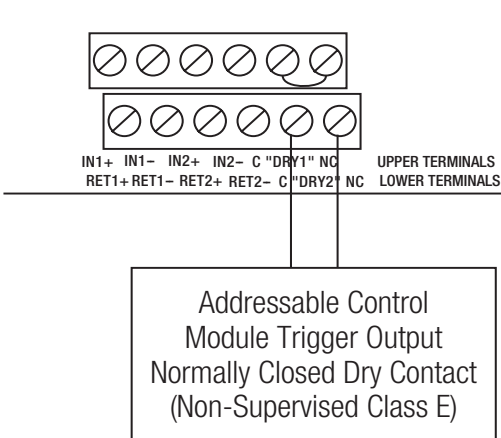 IN1+ IN1− IN2+ IN2− C "DRY1" NC UPPER TERMINALS
RET1+ RET1− RET2+ RET2− C "DRY2" NC LOWER TERMINALS
Addressable Control
Module Trigger Output
Normally Closed Dry Contact
(Non-Supervised Class E)